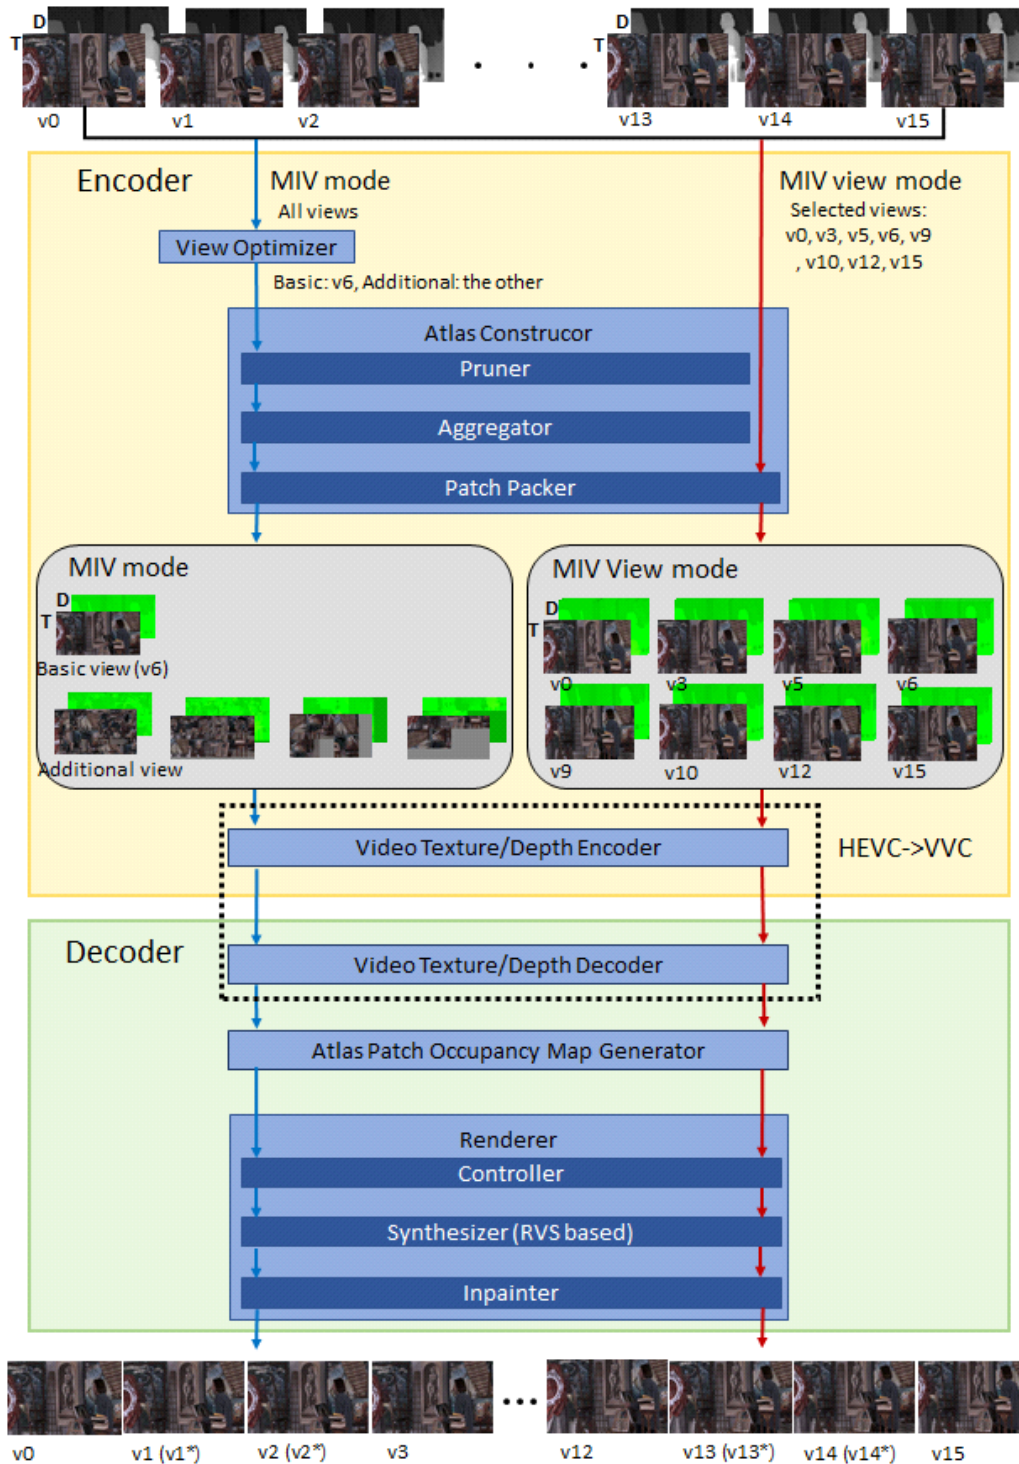 D
T
T
v0
v1
v2
v13
v14
v15
Encoder
MIV mode
All views
MIV view mode
Selected views:
v0, v3, v5, v6, v9
, v10, v12, v15
View Optimizer
Basic: v6, Additional: the other
Atlas Construcor
Pruner
Aggregator
Patch Packer
MIV mode
D
T
Basic view (v6)
Additional view
MIV View mode
D
T
v0
v3
v5
v6
v9
v10
v12
v15
Video Texture/Depth Encoder
HEVC->VVC
Decoder
Video Texture/Depth Decoder
Atlas Patch Occupancy Map Generator
Renderer
Controller
Synthesizer (RVS based)
Inpainter
v0
v1 (v1*)
v2 (v2*)
v3
v12
v13 (v13*)
v14 (v14*)
v15